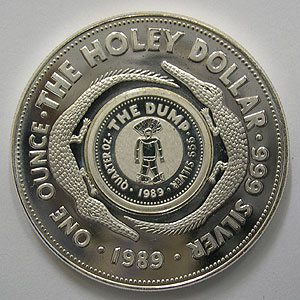 ONE OUNCE · THE HOLEY DOLLAR · 999 SILVER
· 1989 ·
QUARTER OZ. · THE DUMP · 999 SILVER
· 1989 ·